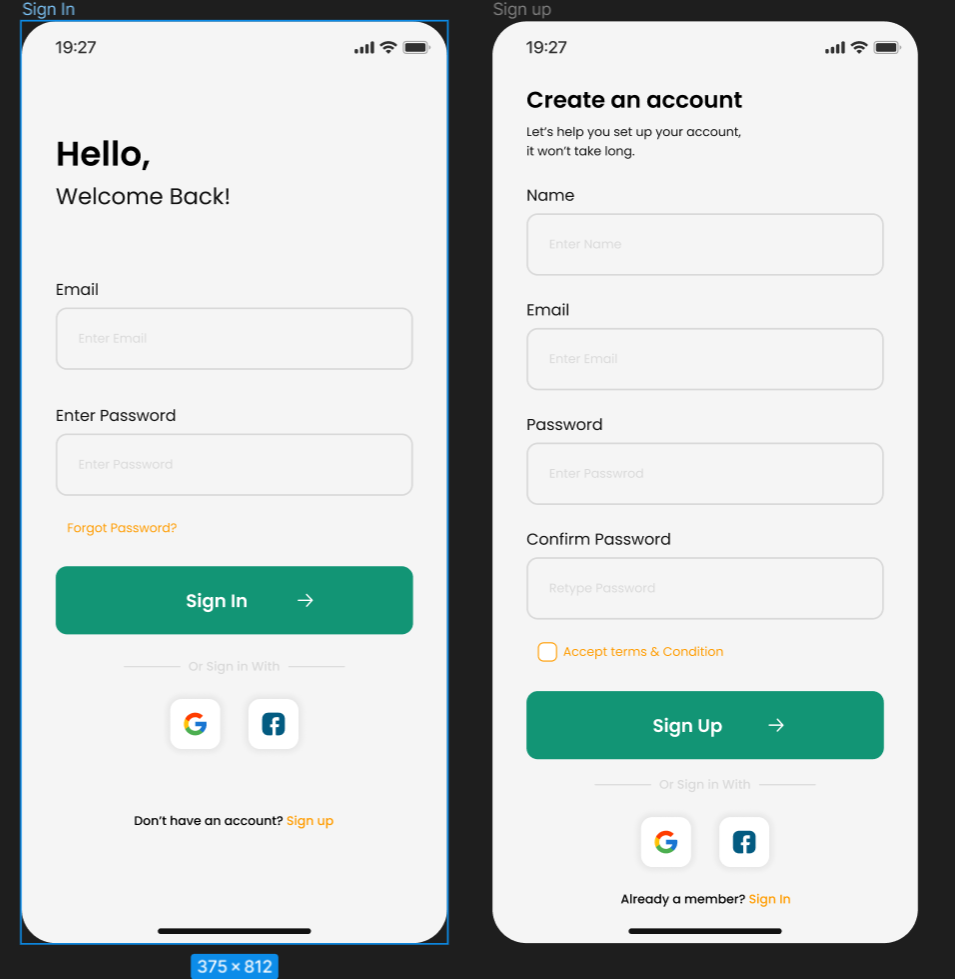 Sign In
19:27
Hello,
Welcome Back!
Email
Enter Email
Enter Password
Enter Password
Forgot Password?
Sign In
Or Sign in With
Don't have an account? Sign up
375 × 812
Sign up
19:27
Create an account
Let's help you set up your account,
it won't take long.
Name
Enter Name
Email
Enter Email
Password
Enter Passwrod
Confirm Password
Retype Password
Accept terms & Condition
Sign Up
Or Sign in With
Already a member? Sign In